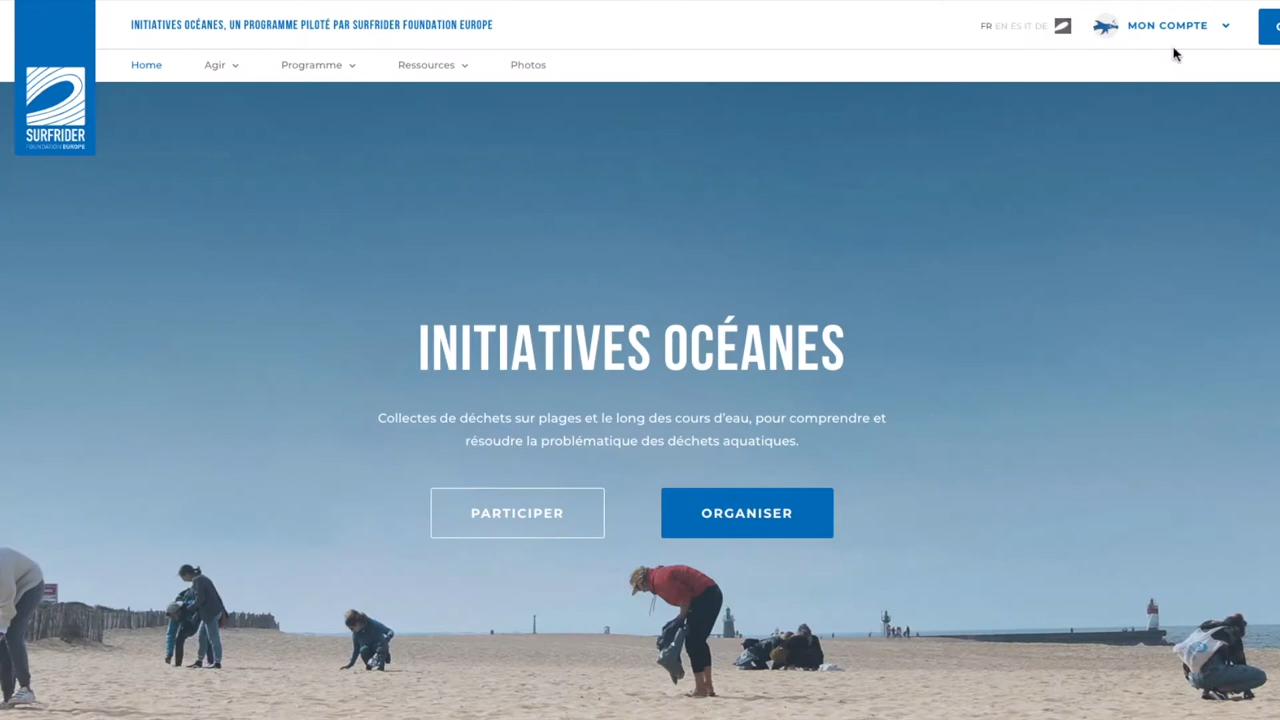 INITIATIVES OCÉANES, UN PROGRAMME PILOTÉ PAR SURFRIDER FOUNDATION EUROPE
FR EN ES IT DE
MON COMPTE
Home
Agir
Programme
Ressources
Photos
SURFRIDER
FOUNDATION EUROPE
INITIATIVES OCÉANES
Collectes de déchets sur plages et le long des cours d'eau, pour comprendre et
résoudre la problématique des déchets aquatiques.
PARTICIPER
ORGANISER